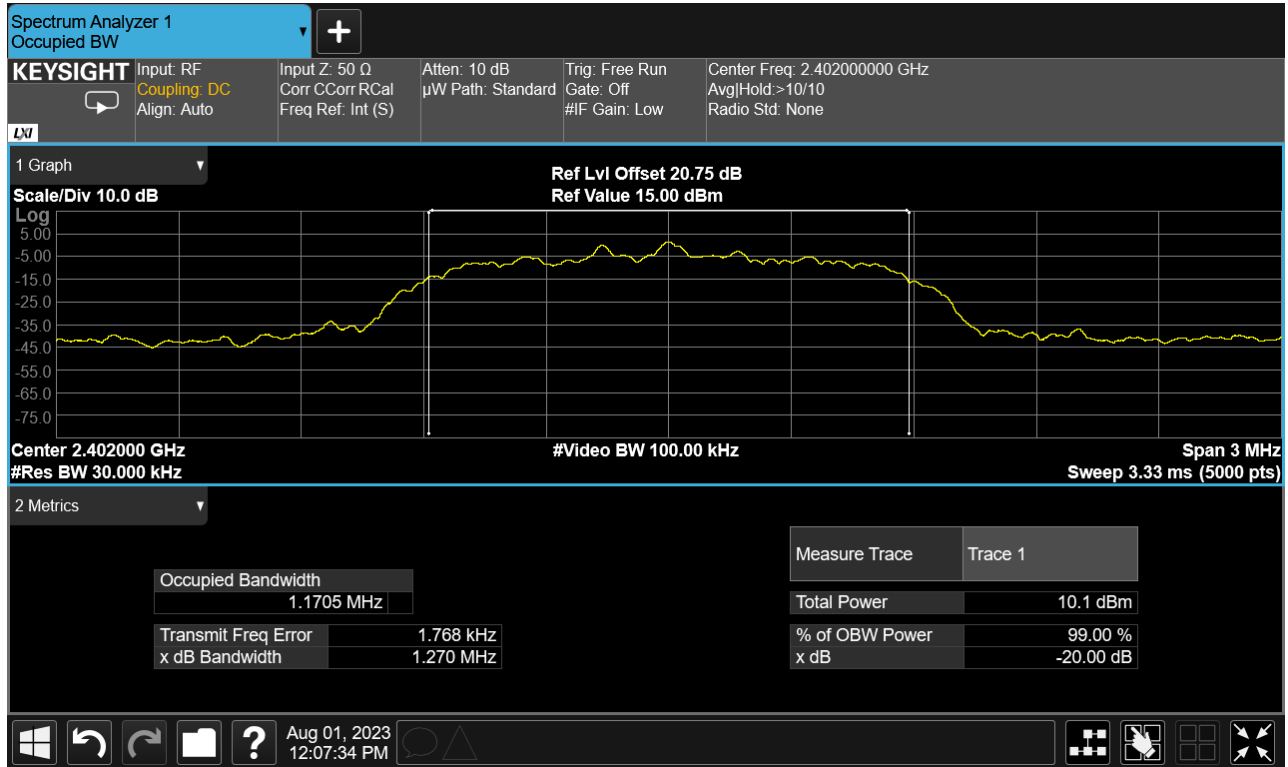 Spectrum Analyzer 1
Occupied BW
KEYSIGHT
LXI
Input: RF
Coupling: DC
Align: Auto
Input Z: 50 Ω
Corr CCorr RCal
Freq Ref: Int (S)
Atten: 10 dB
µW Path: Standard
Trig: Free Run
Gate: Off
#IF Gain: Low
Center Freq: 2.402000000 GHz
Avg|Hold:>10/10
Radio Std: None
1 Graph
Scale/Div 10.0 dB
Ref Lvl Offset 20.75 dB
Ref Value 15.00 dBm
Log
5.00
-5.00
-15.0
-25.0
-35.0
-45.0
-55.0
-65.0
-75.0
Center 2.402000 GHz
#Video BW 100.00 kHz
Span 3 MHz
#Res BW 30.000 kHz
Sweep 3.33 ms (5000 pts)
2 Metrics
Occupied Bandwidth
1.1705 MHz
Transmit Freq Error 1.768 kHz
x dB Bandwidth 1.270 MHz
Measure Trace Trace 1
Total Power 10.1 dBm
% of OBW Power 99.00 %
x dB -20.00 dB
?
Aug 01, 2023
12:07:34 PM